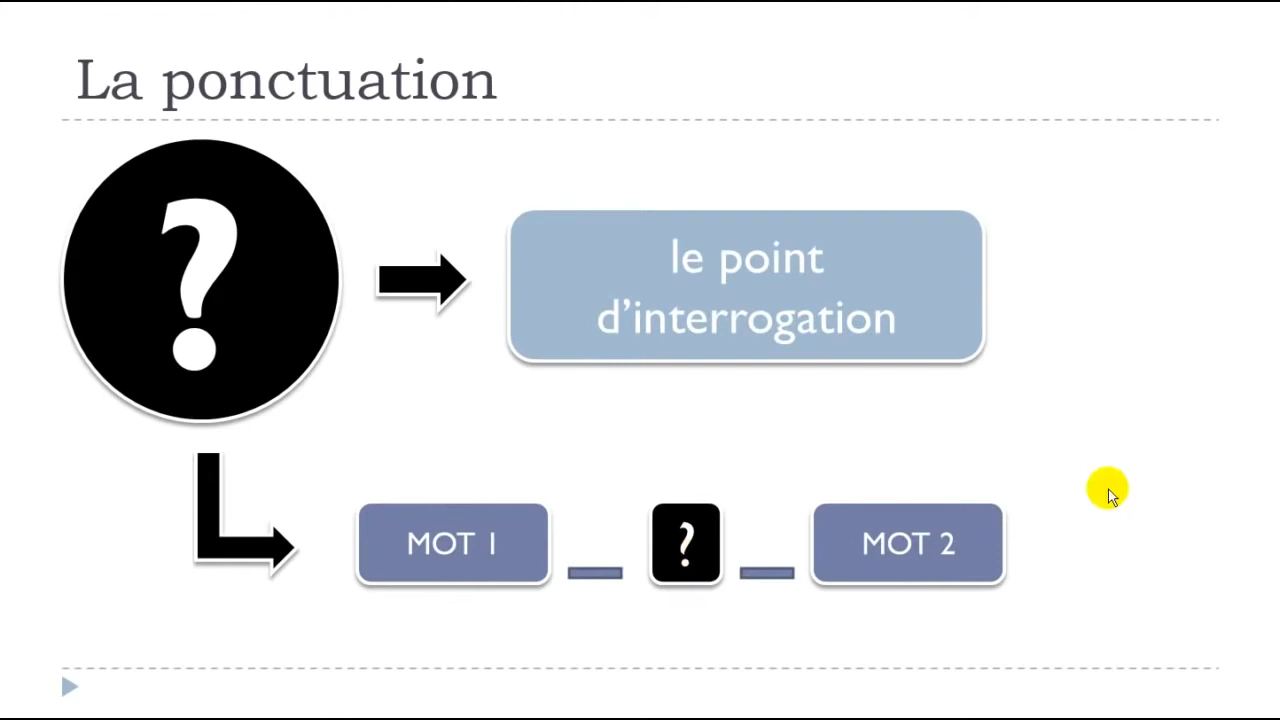 La ponctuation
?
le point
d’interrogation
MOT 1 _ ? _ MOT 2